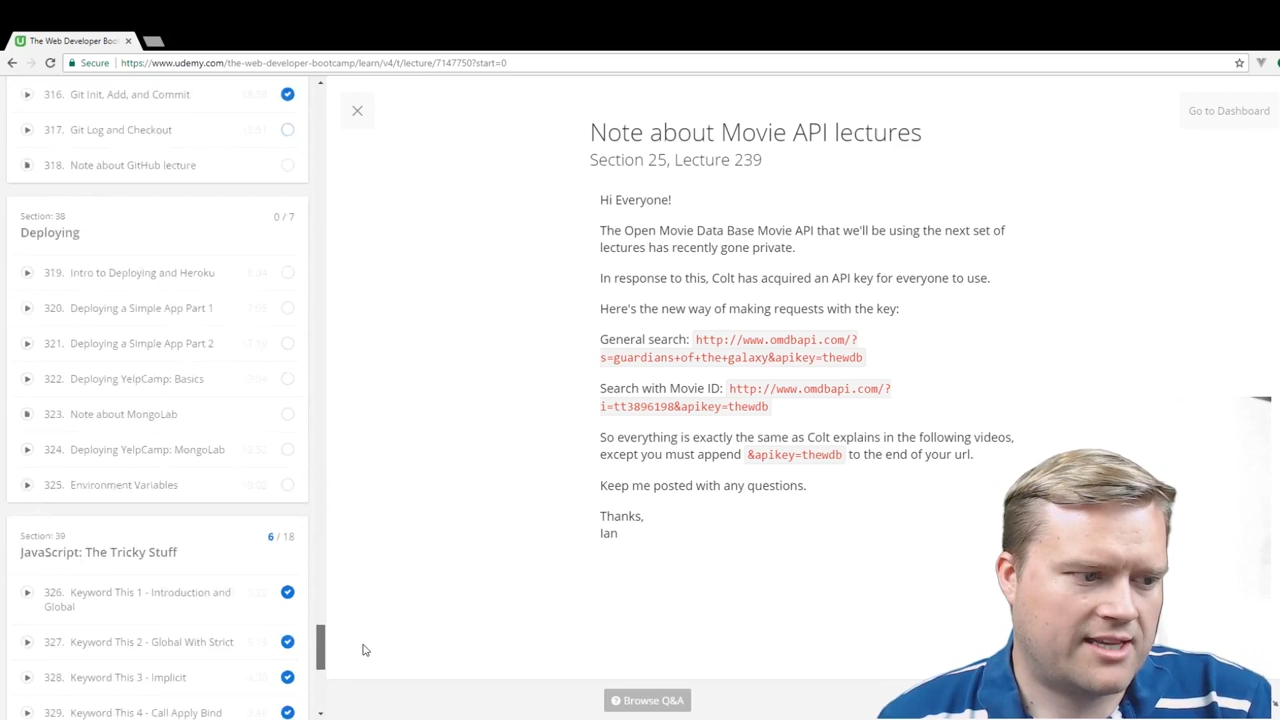 The Web Developer Boo
Secure
https://www.udemy.com/the-web-developer-bootcamp/learn/v4/t/lecture/7147750?start=0
316. Git Init, Add, and Commit
317. Git Log and Checkout
318. Note about GitHub lecture
Section: 38
0 / 7
Deploying
319. Intro to Deploying and Heroku
320. Deploying a Simple App Part 1
321. Deploying a Simple App Part 2
322. Deploying YelpCamp: Basics
323. Note about MongoLab
324. Deploying YelpCamp: MongoLab
325. Environment Variables
Section: 39
6 / 18
JavaScript: The Tricky Stuff
326. Keyword This 1 - Introduction and
Global
327. Keyword This 2 - Global With Strict
328. Keyword This 3 - Implicit
329. Keyword This 4 - Call Apply Bind
Go to Dashboard
Note about Movie API lectures
Section 25, Lecture 239
Hi Everyone!
The Open Movie Data Base Movie API that we'll be using the next set of
lectures has recently gone private.
In response to this, Colt has acquired an API key for everyone to use.
Here's the new way of making requests with the key:
General search: http://www.omdbapi.com/?
s=guardians+of+the+galaxy&apikey=thewdb
Search with Movie ID: http://www.omdbapi.com/?
i=tt3896198&apikey=thewdb
So everything is exactly the same as Colt explains in the following videos,
except you must append &apikey=thewdb to the end of your url.
Keep me posted with any questions.
Thanks,
Ian
Browse Q&A